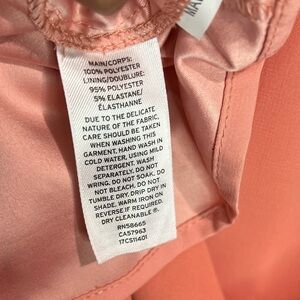 MAIN/CORPS:
100% POLYESTER
LINING/DOUBLURE:
95% POLYESTER
5% ELASTANE/
ÉLASTHANNE
DUE TO THE DELICATE
NATURE OF THE FABRIC,
CARE SHOULD BE TAKEN
WHEN WASHING THIS
GARMENT. HAND WASH IN
COLD WATER, USING MILD
DETERGENT. WASH
SEPARATELY. DO NOT
WRING. DO NOT SOAK, DO
NOT BLEACH. DO NOT
TUMBLE DRY. DRIP DRY IN
SHADE. WARM IRON ON
REVERSE IF REQUIRED.
DRY CLEANABLE ®.
RN58665
CA57963
17CS11401